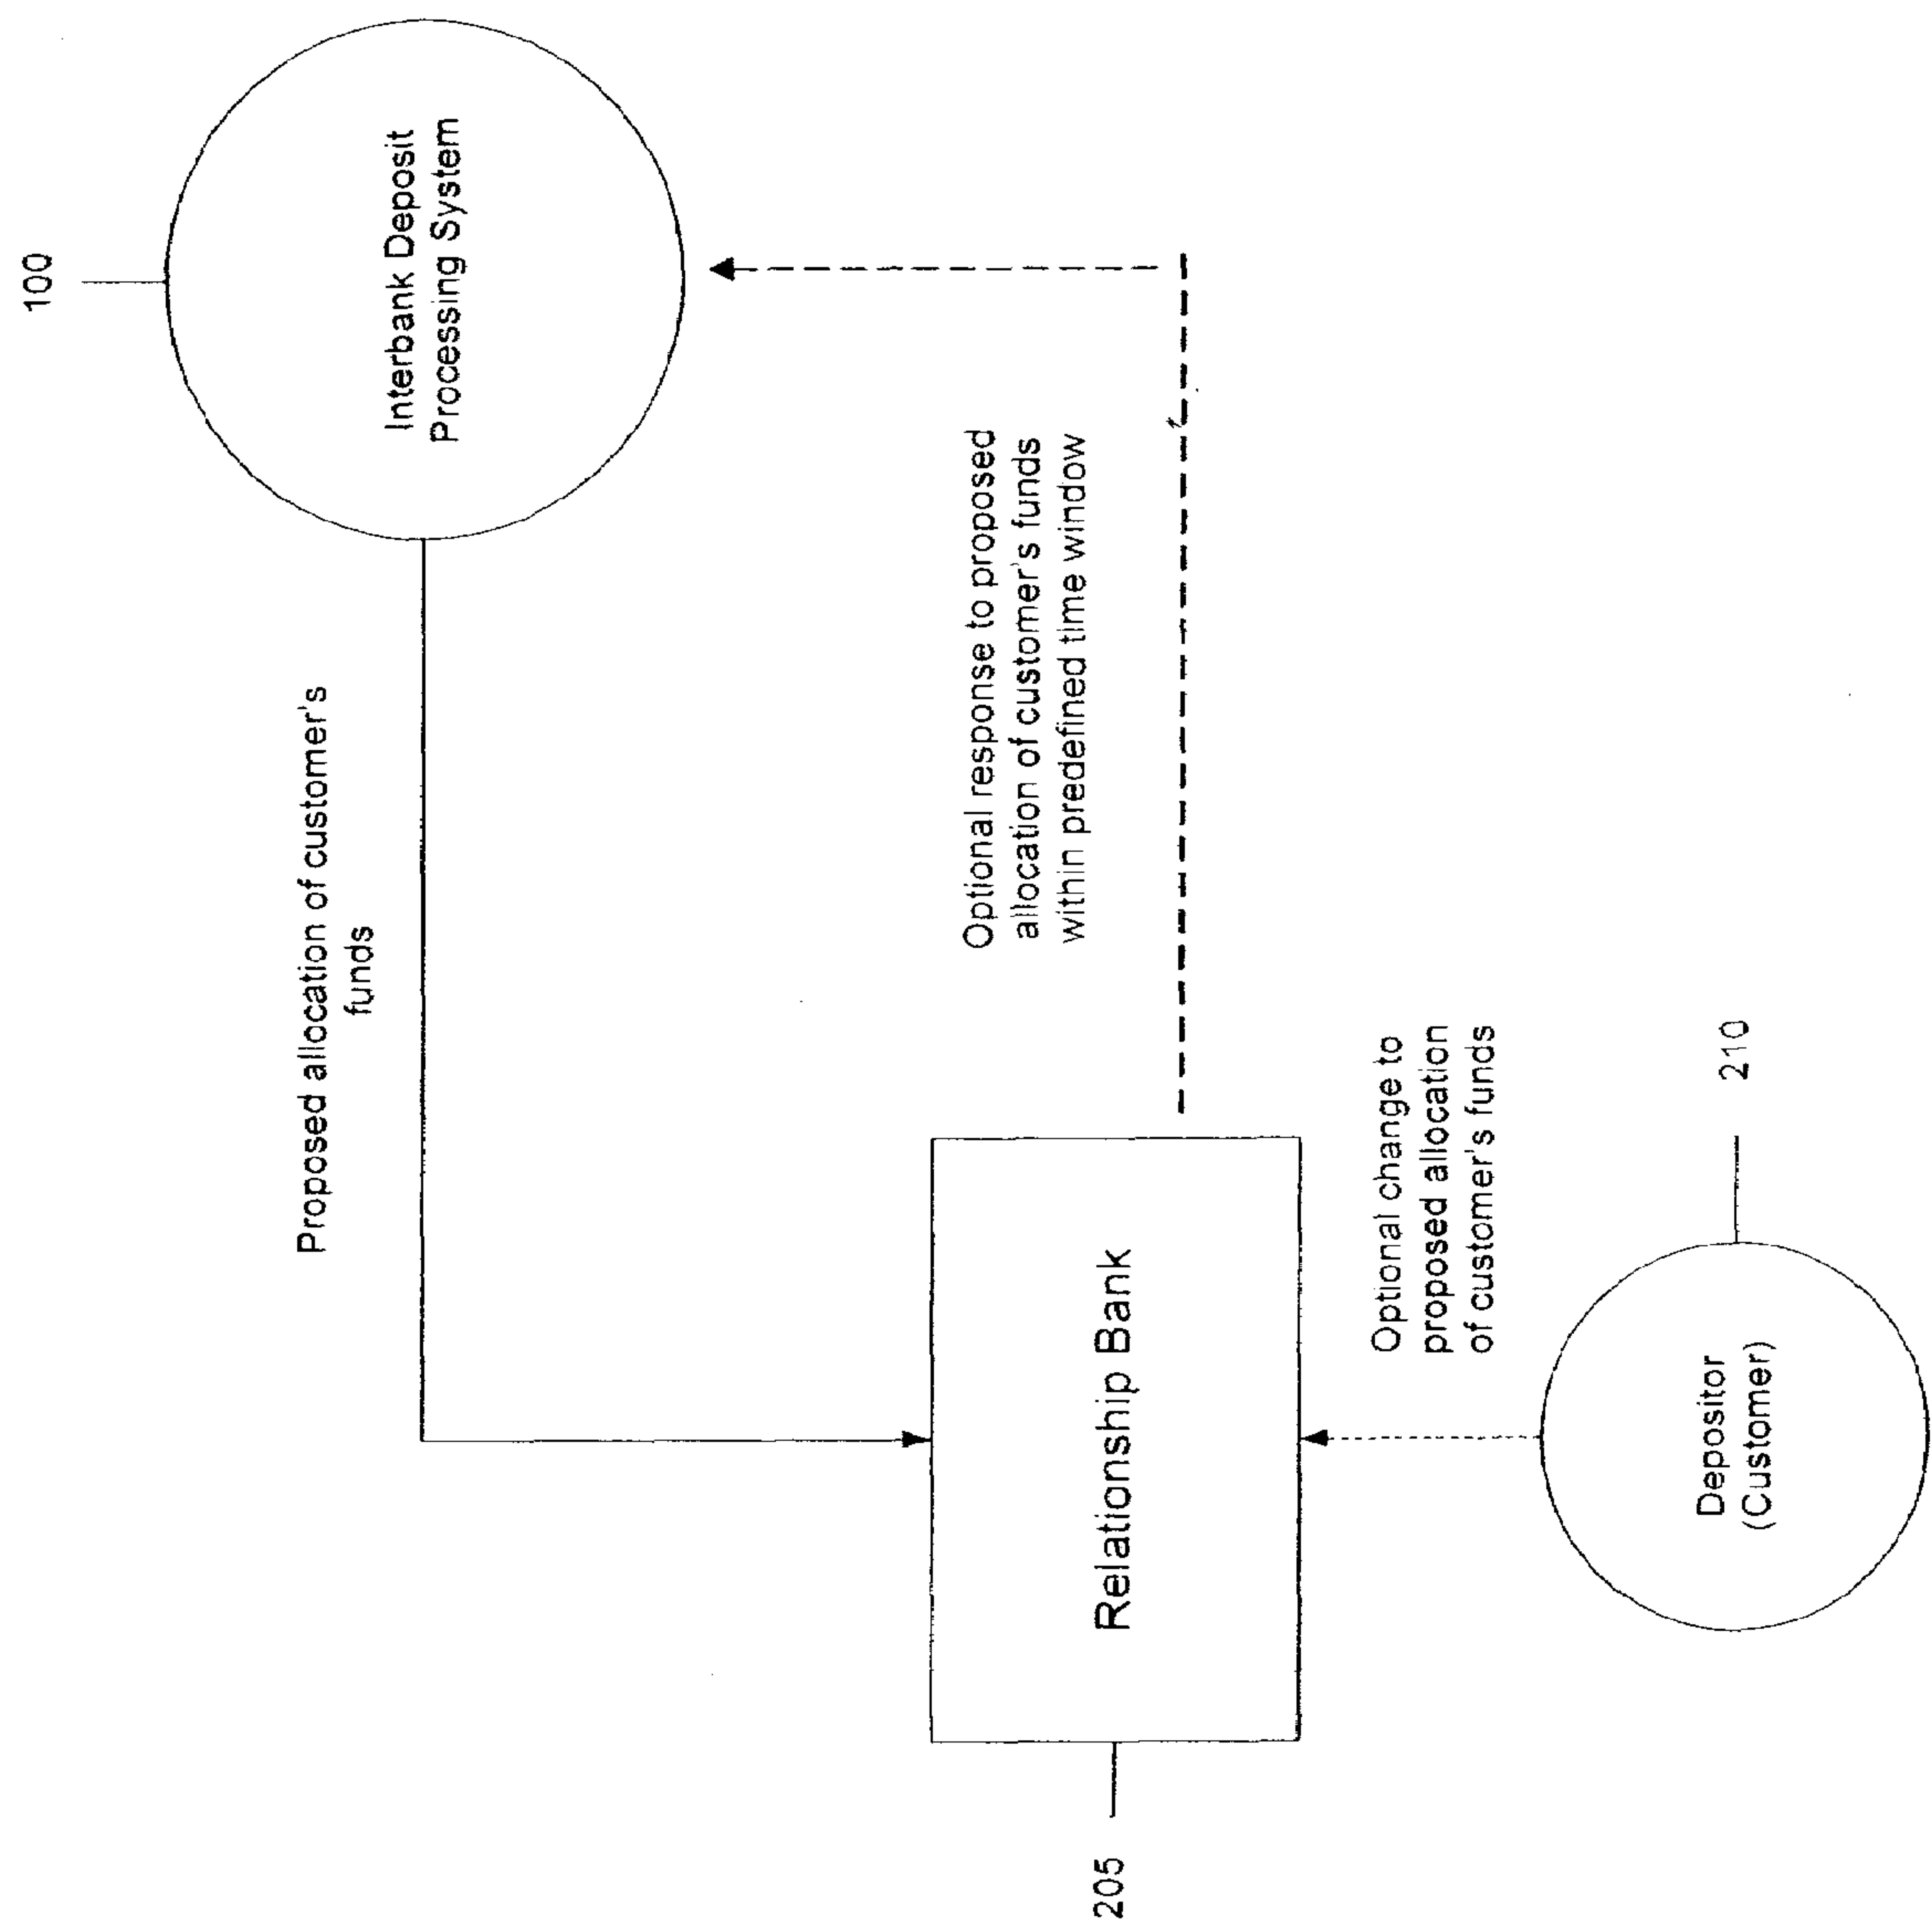 100
Interbank Deposit
Processing System
Proposed allocation of customer's
funds
Optional response to proposed
allocation of customer's funds
within predefined time window
Relationship Bank
205
Optional change to
proposed allocation
of customer's funds
Depositor
(Customer)
210